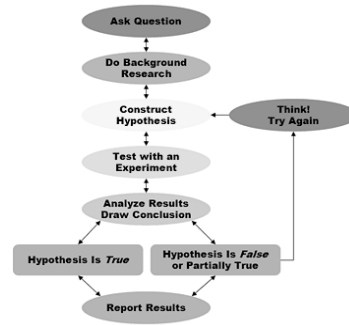 Ask Question
Do Background
Research
Construct
Hypothesis
Think!
Try Again
Test with an
Experiment
Analyze Results
Draw Conclusion
Hypothesis Is True
Hypothesis Is False
or Partially True
Report Results